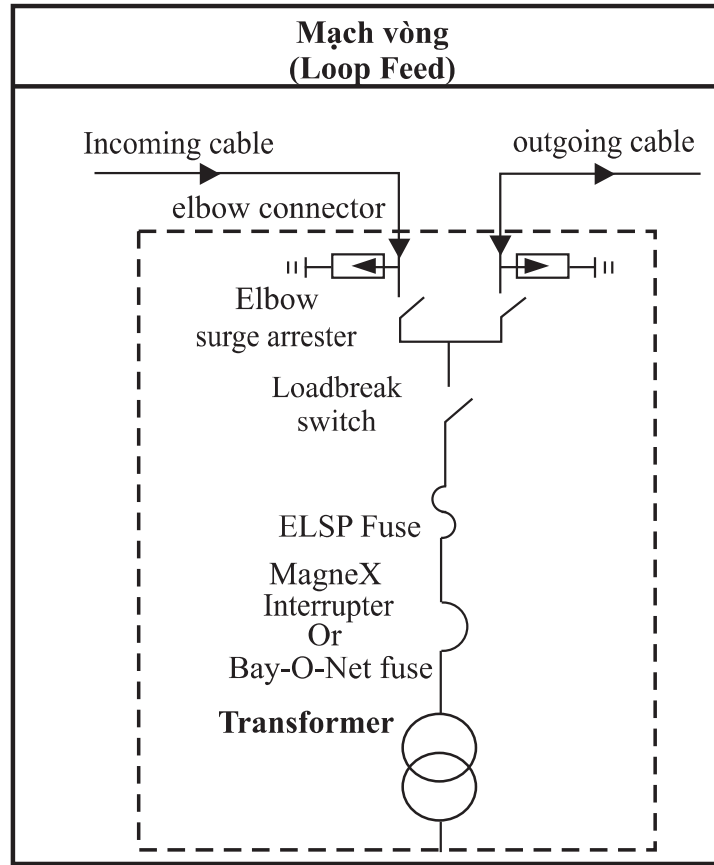 Mạch vòng
(Loop Feed)
Incoming cable
outgoing cable
elbow connector
Elbow
surge arrester
Loadbreak
switch
ELSP Fuse
MagneX
Interrupter
Or
Bay-O-Net fuse
Transformer